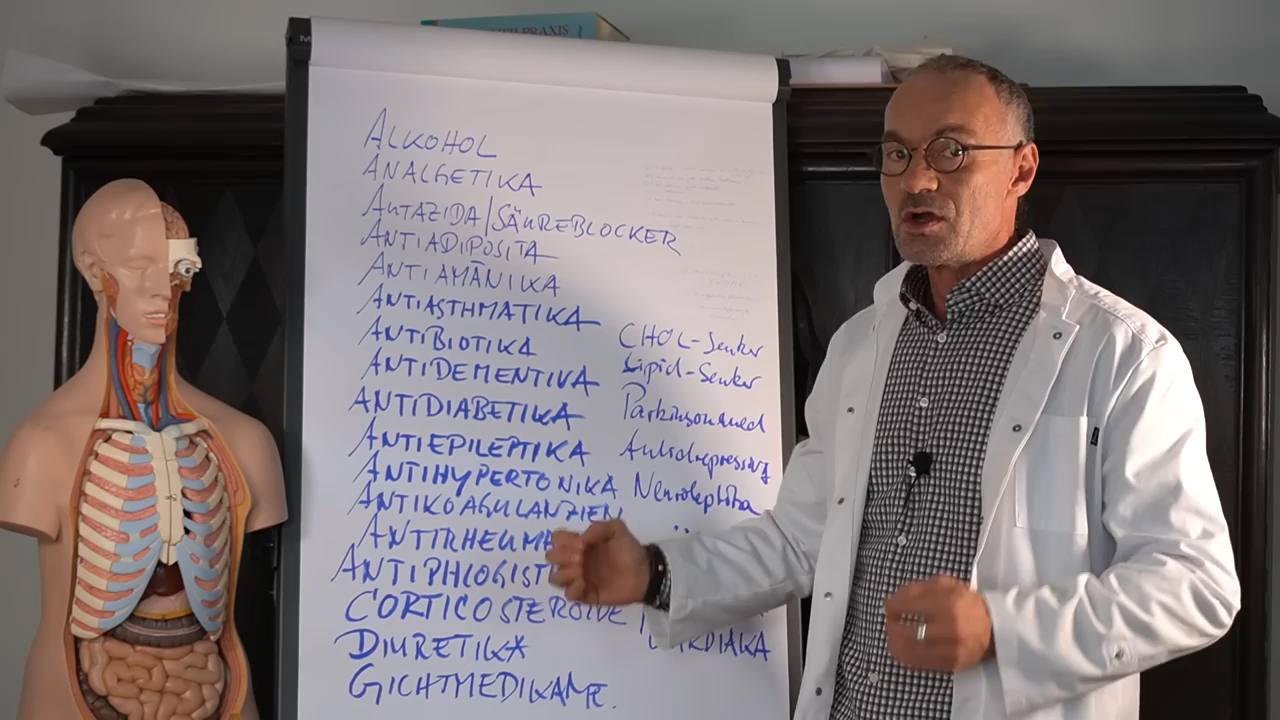 PRAXIS
ALKOHOL
ANALGETIKA
ANTAZIDA/SÄUREBLOCKER
ANTIADIPOSITA
ANTIAMÄNIKA
ANTIASTHMATIKA
ANTIBIOTIKA
ANTIDEMENTIVA
ANTIDIABETIKA
ANTIEPILEPTIKA
ANTIHYPERTONIKA
ANTIKOAGULANZIEN
CORTICOSTEROIDE
DIURETIKA
GICHTMEDIKAME.
CHOL-Senker
Lipid-Senker
Parkinsonmed
Antidepressiva
Neuroleptika